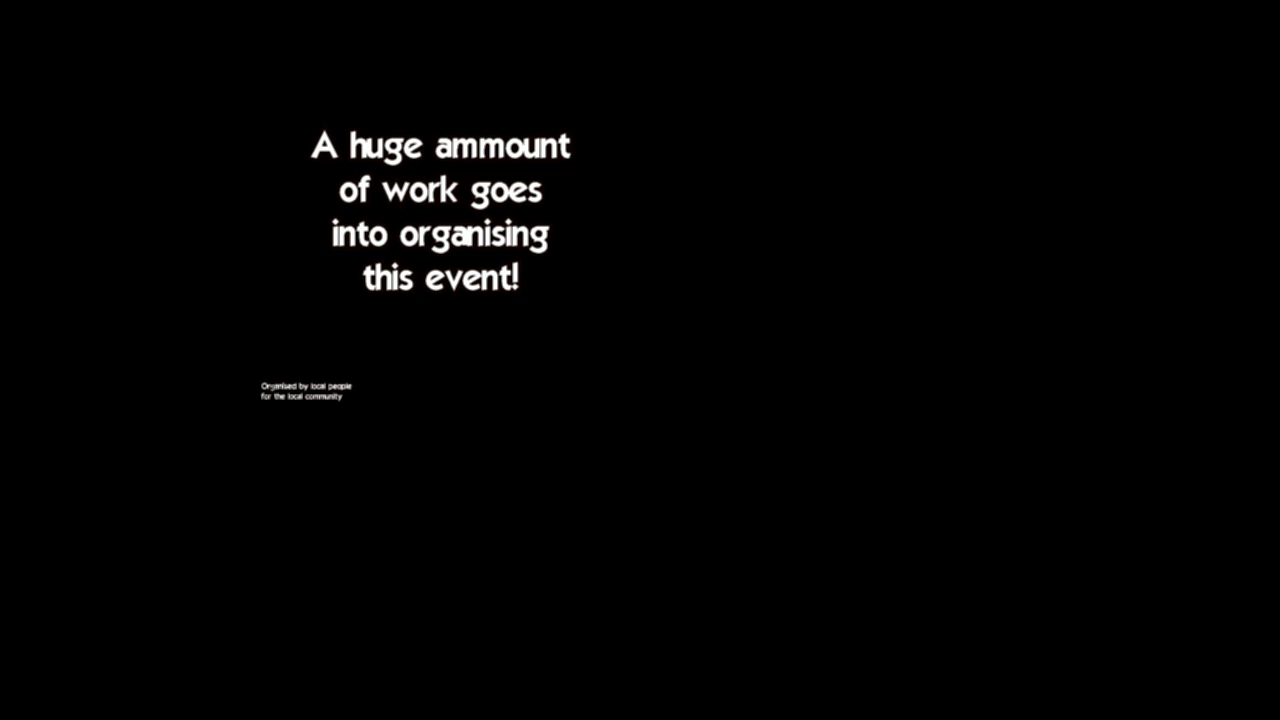 A huge ammount
of work goes
into organising
this event!
Organised by local people
for the local community